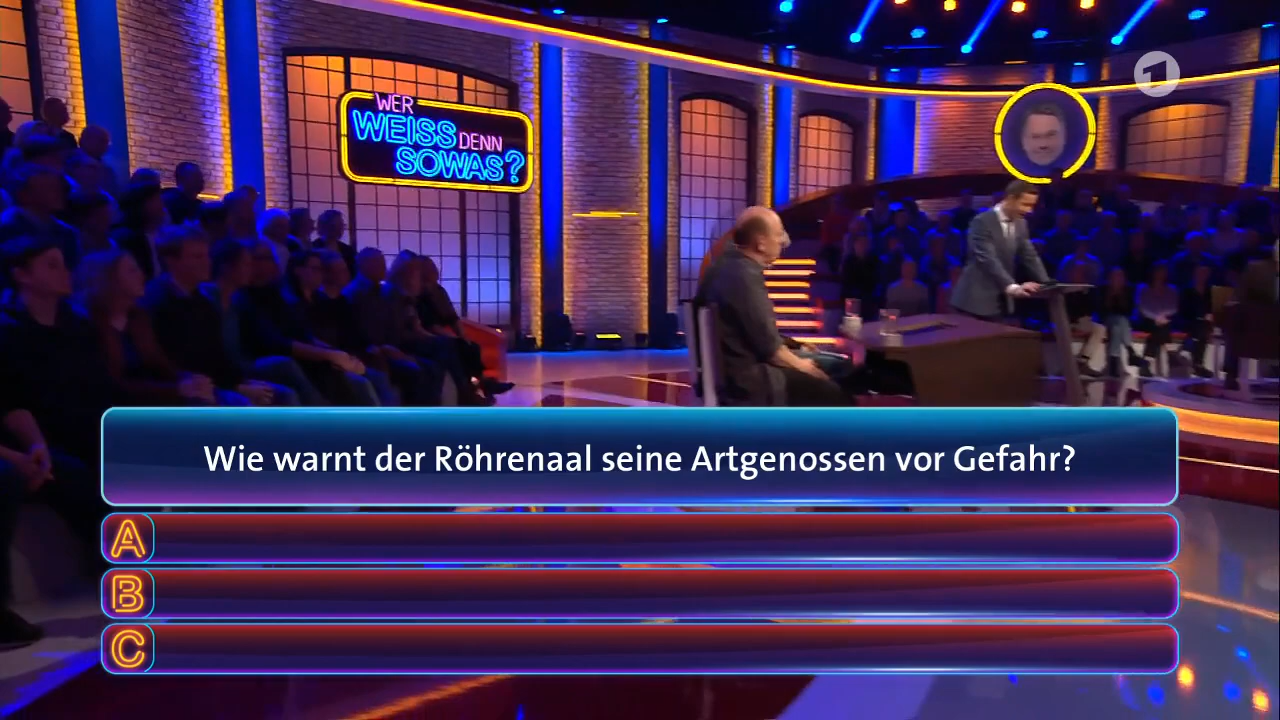 WER
WEISS DENN
SOWAS?
1
Wie warnt der Röhrenaal seine Artgenossen vor Gefahr?
A
B
C